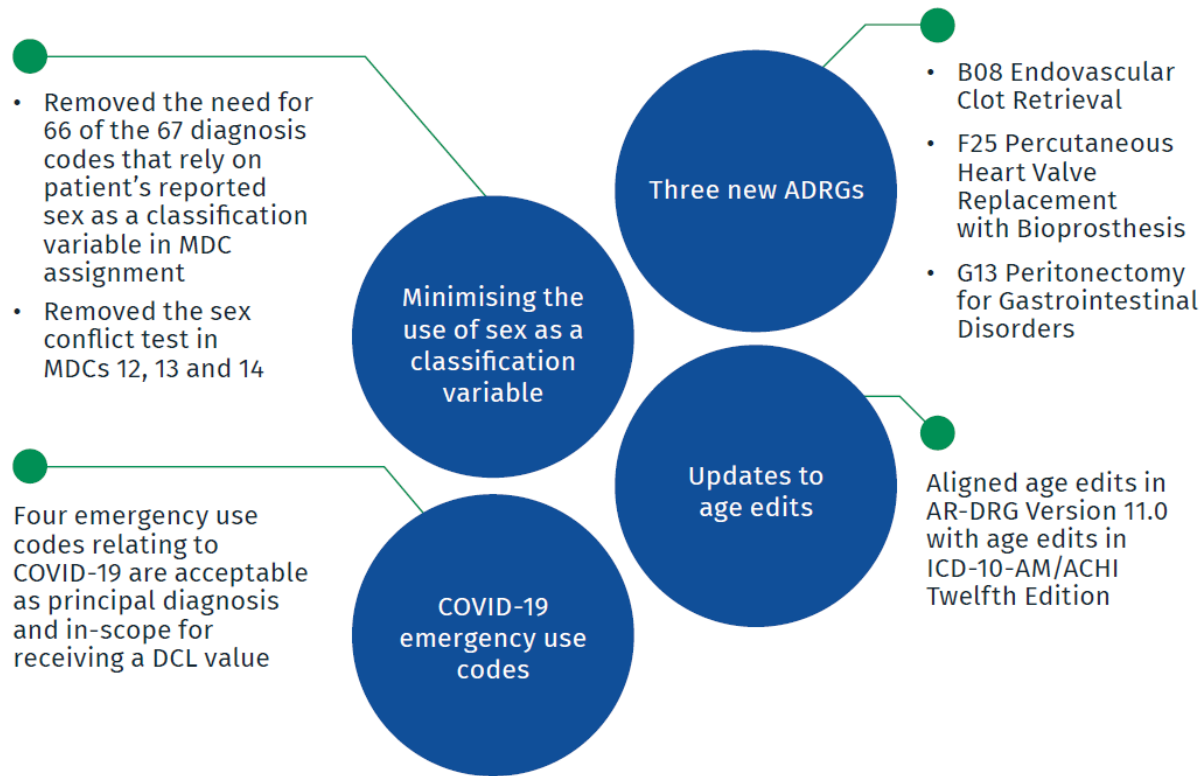 • Removed the need for
66 of the 67 diagnosis
codes that rely on
patient’s reported
sex as a classification
variable in MDC
assignment
• Removed the sex
conflict test in
MDCs 12, 13 and 14
Minimising the
use of sex as a
classification
variable
Three new ADRGs
• B08 Endovascular
Clot Retrieval
• F25 Percutaneous
Heart Valve
Replacement
with Bioprosthesis
• G13 Peritonectomy
for Gastrointestinal
Disorders
Four emergency use
codes relating to
COVID-19 are acceptable
as principal diagnosis
and in-scope for
receiving a DCL value
COVID-19
emergency use
codes
Updates to
age edits
Aligned age edits in
AR-DRG Version 11.0
with age edits in
ICD-10-AM/ACHI
Twelfth Edition